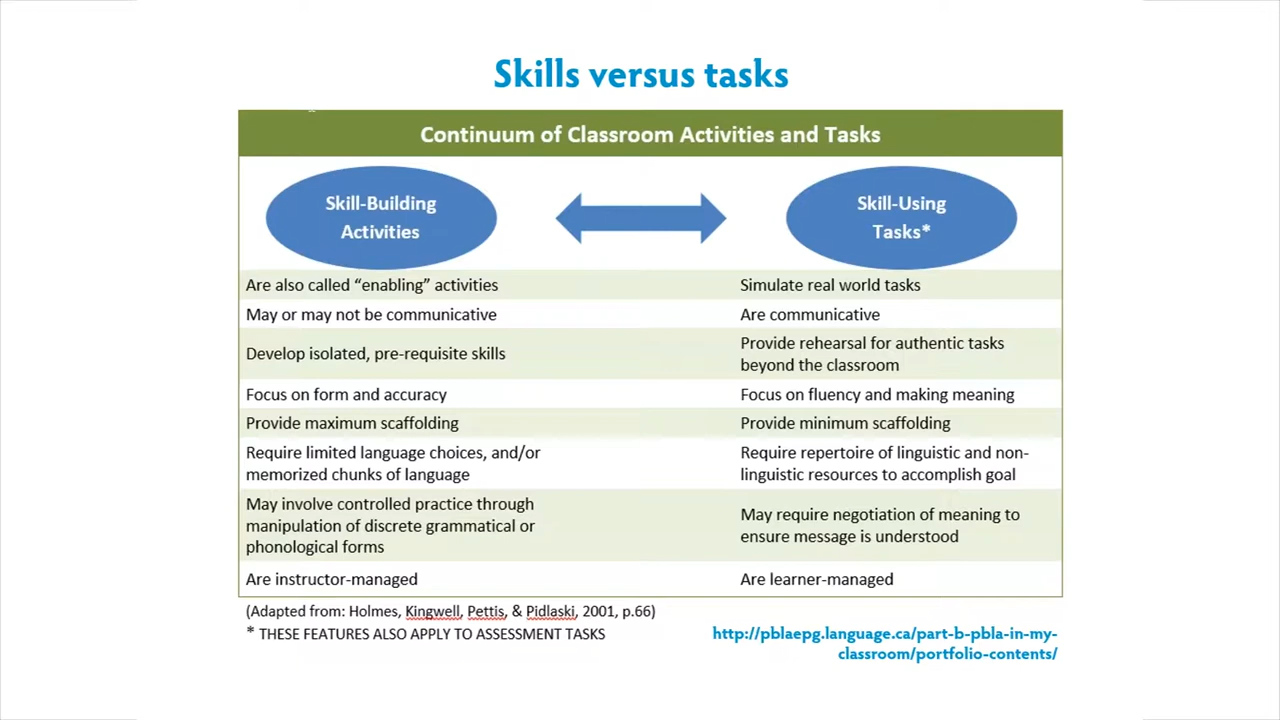 Skills versus tasks
Continuum of Classroom Activities and Tasks
Skill-Building
Activities
Skill-Using
Tasks*
Are also called “enabling” activities
Simulate real world tasks
May or may not be communicative
Are communicative
Develop isolated, pre-requisite skills
Provide rehearsal for authentic tasks
beyond the classroom
Focus on form and accuracy
Focus on fluency and making meaning
Provide maximum scaffolding
Provide minimum scaffolding
Require limited language choices, and/or
memorized chunks of language
Require repertoire of linguistic and non-
linguistic resources to accomplish goal
May involve controlled practice through
manipulation of discrete grammatical or
phonological forms
May require negotiation of meaning to
ensure message is understood
Are instructor-managed
Are learner-managed
(Adapted from: Holmes, Kingwell, Pettis, & Pidlaski, 2001, p.66)
* THESE FEATURES ALSO APPLY TO ASSESSMENT TASKS
http://pblaepg.language.ca/part-b-pbla-in-my-
classroom/portfolio-contents/